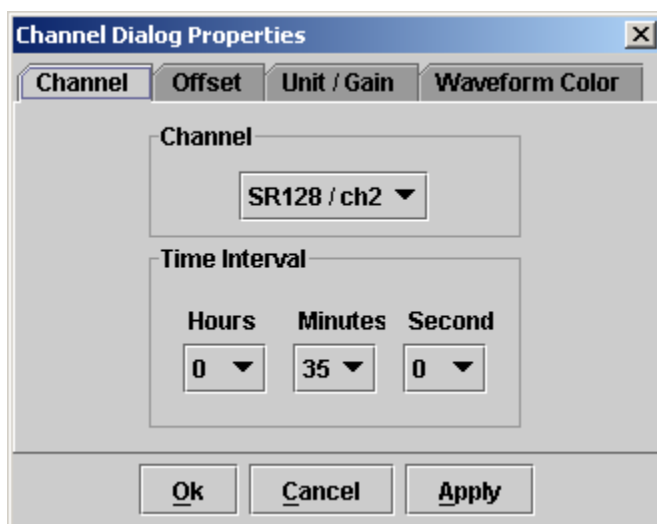 Channel Dialog Properties
Channel Offset Unit / Gain Waveform Color
Channel
SR128 / ch2
Time Interval
Hours Minutes Second
0 35 0
Ok Cancel Apply